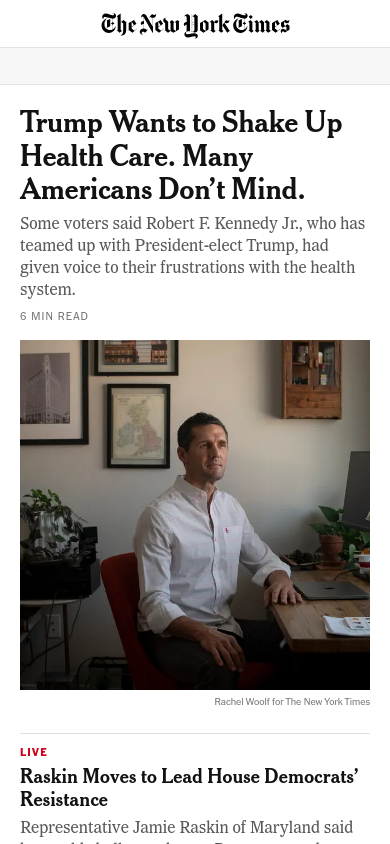 The New York Times
Trump Wants to Shake Up
Health Care. Many
Americans Don’t Mind.
Some voters said Robert F. Kennedy Jr., who has
teamed up with President-elect Trump, had
given voice to their frustrations with the health
system.
6 MIN READ
Rachel Woolf for The New York Times
LIVE
Raskin Moves to Lead House Democrats’
Resistance
Representative Jamie Raskin of Maryland said